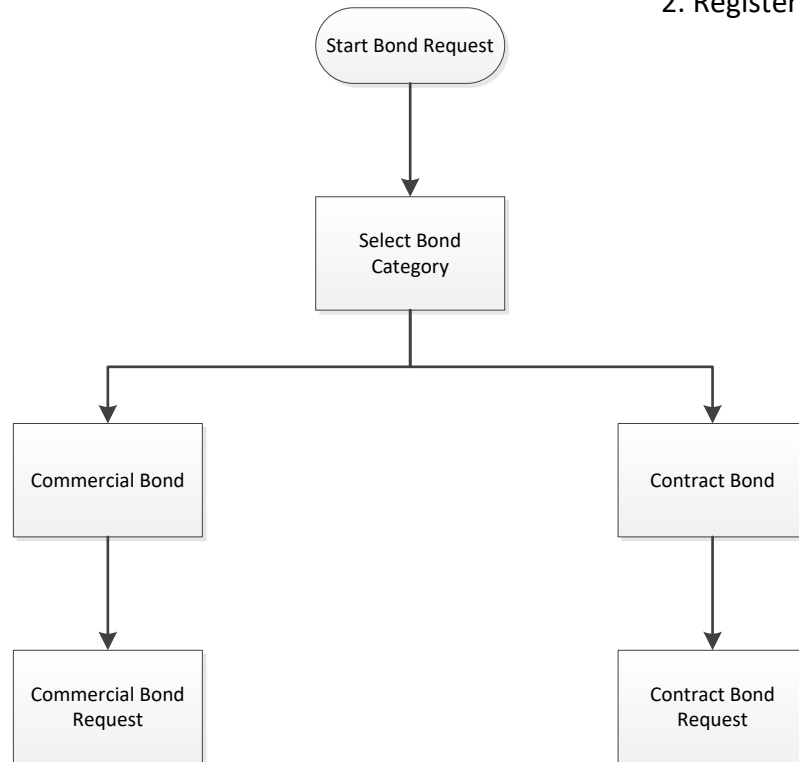 2. Register
Start Bond Request
Select Bond
Category
Commercial Bond
Contract Bond
Commercial Bond
Request
Contract Bond
Request